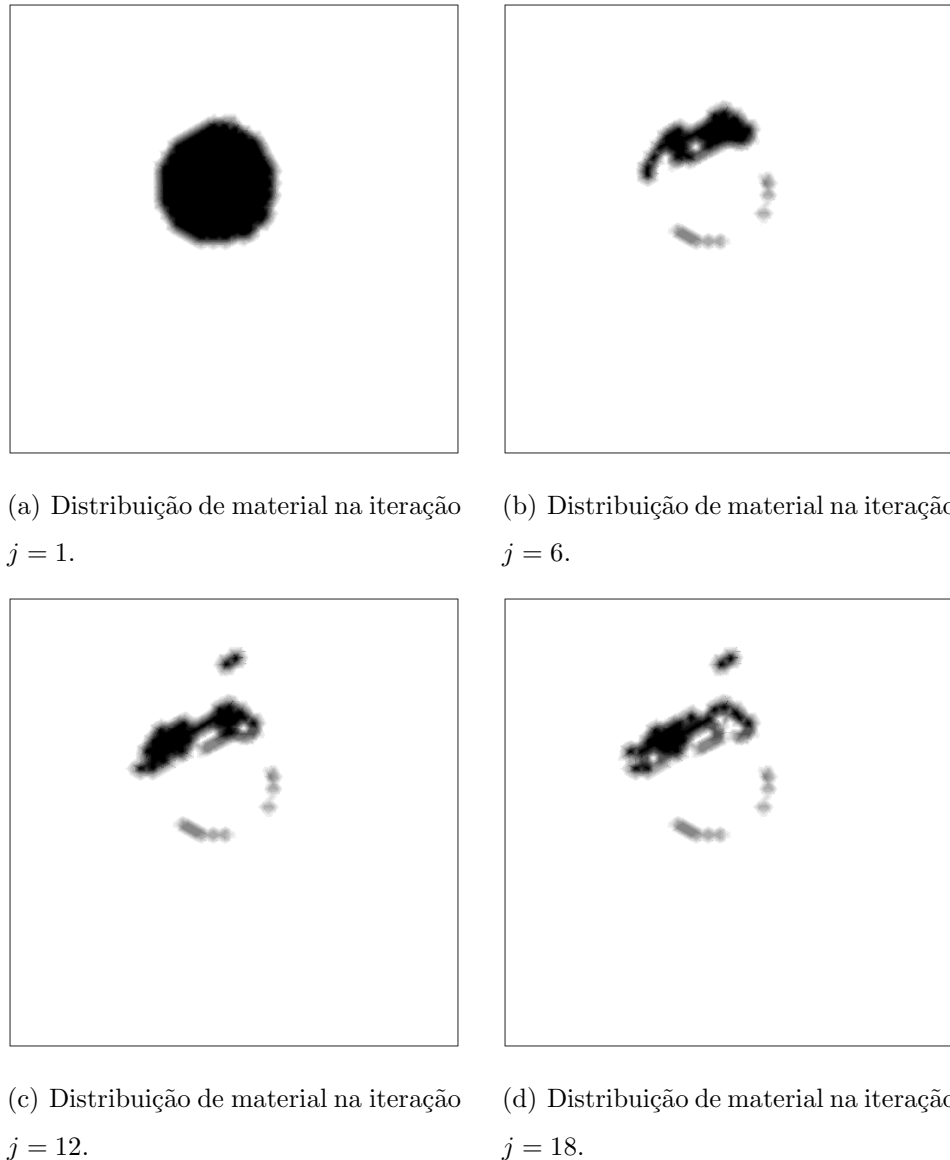 (a) Distribuição de material na iteração
j = 1.
(b) Distribuição de material na iteração
j = 6.
(c) Distribuição de material na iteração
j = 12.
(d) Distribuição de material na iteração
j = 18.